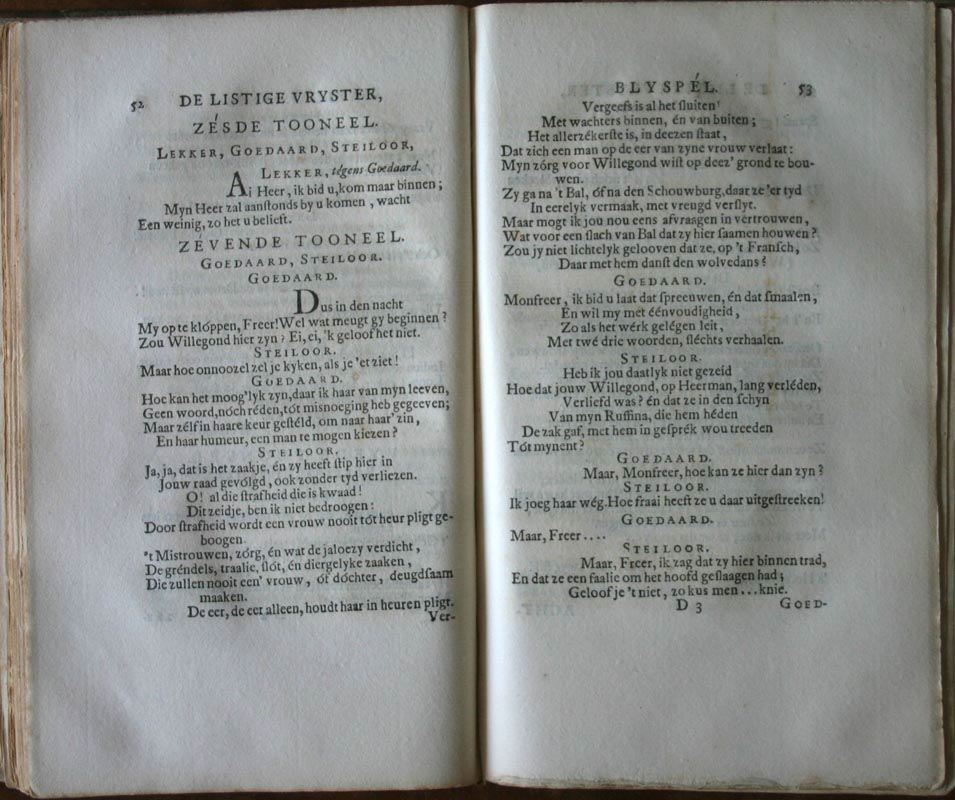 52 DE LISTIGE VRYSTER,
ZÉSDE TOONEEL.
LEKKER, GOEDAARD, STEILOOR,
LEKKER, tégens Goedaard.
Ai Heer, ik bid u, kom maar binnen;
Myn Heer zal aanſtonds by u komen, wacht
Een weinig, zo het u belieft.
ZÉVENDE TOONEEL.
GOEDAARD, STEILOOR.
GOEDAARD.
Dus in den nacht
My op te klóppen, Freer! Wel wat meugt gy beginnen?
Zou Willegond hier zyn? Ei, ei, 'k geloof het niet.
STEILOOR.
Maar hoe onnoozel zel je kyken, als je 'et ziet!
GOEDAARD.
Hoe kan het moog'lyk zyn, daar ik haar van myn leeven,
Geen woord, nóch réden, tót misnoeging heb gegeeven;
Maar zélf in haare keur geſtéld, om naar haar' zin,
En haar humeur, een man te mogen kiezen?
STEILOOR.
Ja, ja, dat is het zaakje, én zy heeft ſtip hier in
Jouw raad gevólgd, ook zonder tyd verliezen.
O! al die ſtrafheid die is kwaad!
Dit zeidje, ben ik niet bedroogen:
Door ſtrafheid wordt een vrouw nooit tót heur pligt ge-
boogen.
't Mistrouwen, zórg, én wat de jaloezy verdicht,
De gréndels, traalie, ſlót, én diergelyke zaaken,
Die zullen nooit een' vrouw, óf dóchter, deugdſaam
maaken.
De eer, de eer alleen, houdt haar in heuren pligt.
Ver-
BLYSPÉL. 53
Vergeefs is al het ſluiten!
Met wachters binnen, én van buiten;
Het allerzékerſte is, in deezen ſtaat,
Dat zich een man op de eer van zyne vrouw verlaat:
Myn zórg voor Willegond wiſt op deez' grond te bou-
wen.
Zy ga na 't Bal, óf na den Schouwburg, daar ze 'er tyd
In eerelyk vermaak, met vreugd verſlyt.
Maar mogt ik jou nou eens afvraagen in vertrouwen,
Wat voor een ſlach van Bal dat zy hier ſaamen houwen?
Zou jy niet lichtelyk gelooven dat ze, op 't Franſch,
Daar met hem danſt den wolvedans?
GOEDAARD.
Monfreer, ik bid u laat dat ſpreeuwen, én dat ſmaalen,
En wil my met éénvoudigheid,
Zo als het wérk gelégen leit,
Met twé drie woorden, ſléchts verhaalen.
STEILOOR.
Heb ik jou daatlyk niet gezeid
Hoe dat jouw Willegond, op Heerman, lang verléden,
Verliefd was? én dat ze in den ſchyn
Van myn Ruffina, die hem héden
De zak gaf, met hem in geſprék wou treeden
Tót mynent?
GOEDAARD.
Maar, Monfreer, hoe kan ze hier dan zyn?
STEILOOR.
Ik joeg haar wég. Hoe fraai heeft ze u daar uitgeſtreeken!
GOEDAARD.
Maar, Freer....
STEILOOR.
Maar, Freer, ik zag dat zy hier binnen trad,
En dat ze een faalie om het hoofd geſlaagen had;
Geloof je 't niet, zo kus men...knie.
D 3 GOED-